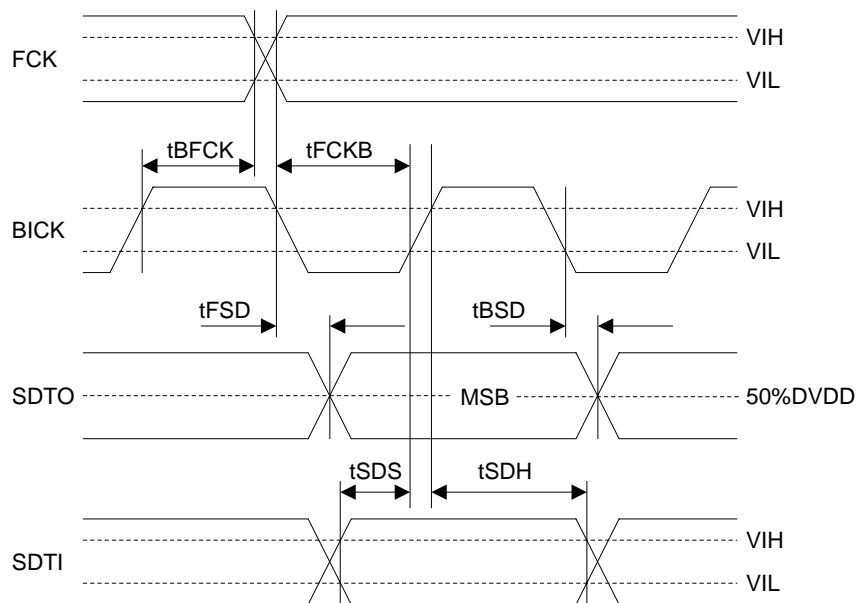 VIH
FCK
VIL
tBFCK
tFCKB
VIH
BICK
VIL
tFSD
tBSD
SDTO
MSB
50%DVDD
tSDS
tSDH
VIH
SDTI
VIL